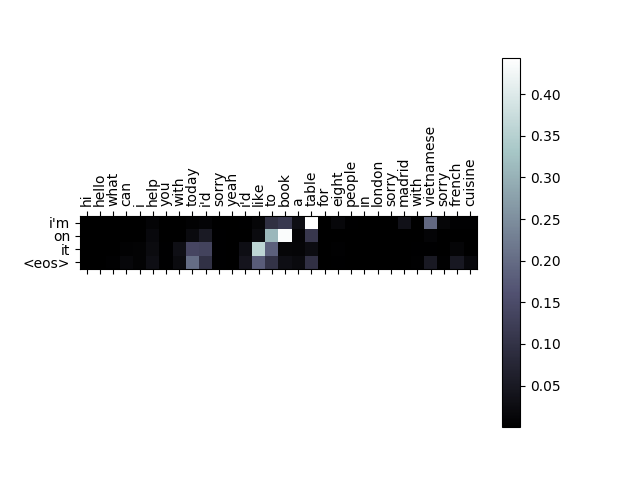 hi hello what can i help you with today i'd sorry yeah i'd like to book a table for eight people in london sorry madrid with vietnamese sorry french cuisine
i'm
on
it
<eos>
0.40
0.35
0.30
0.25
0.20
0.15
0.10
0.05